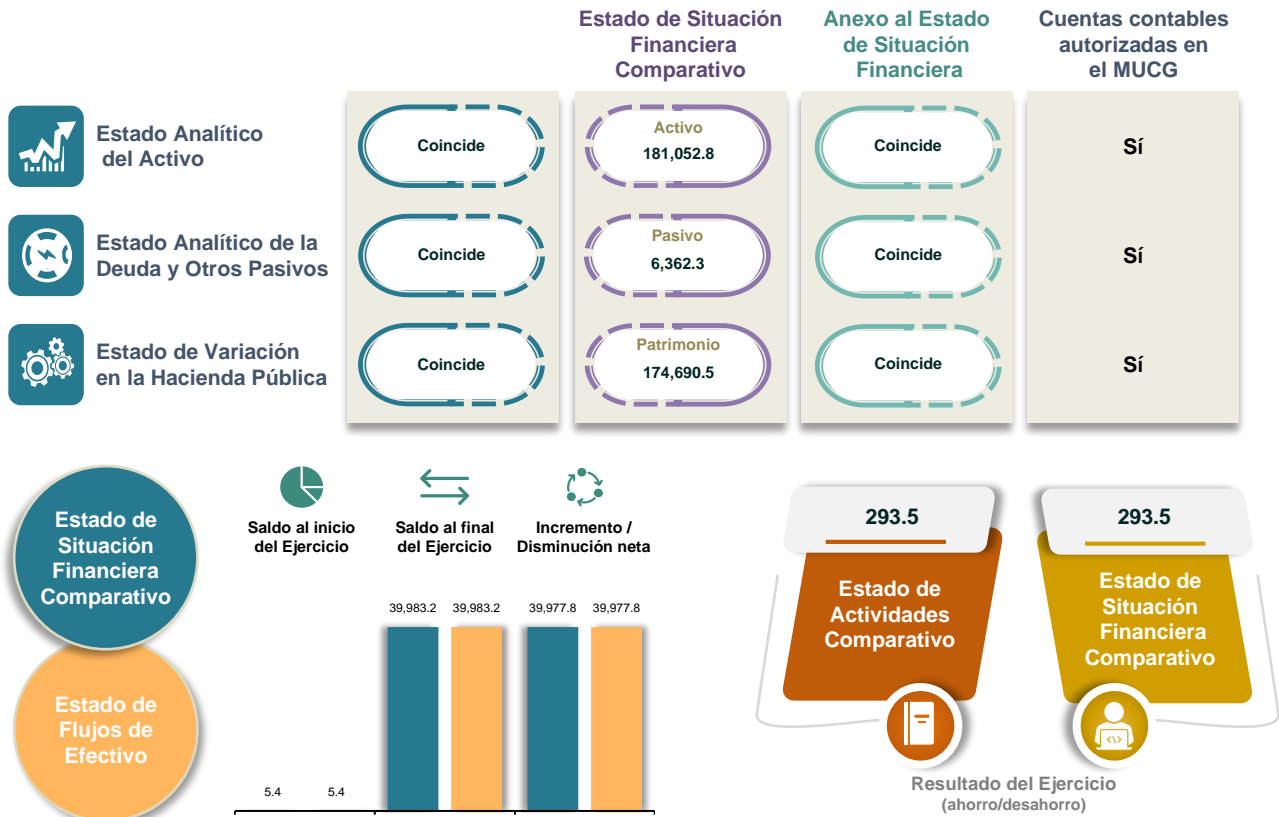 Estado de Situación
Financiera
Comparativo
Anexo al Estado
de Situación
Financiera
Cuentas contables
autorizadas en
el MUCG
Estado Analítico
del Activo
Coincide
Activo
181,052.8
Coincide
Sí
Estado Analítico de la
Deuda y Otros Pasivos
Coincide
Pasivo
6,362.3
Coincide
Sí
Estado de Variación
en la Hacienda Pública
Coincide
Patrimonio
174,690.5
Coincide
Sí
Estado de
Situación
Financiera
Comparativo
Estado de
Flujos de
Efectivo
Saldo al inicio
del Ejercicio
Saldo al final
del Ejercicio
Incremento /
Disminución neta
5.4 5.4
39,983.2 39,983.2
39,977.8 39,977.8
293.5
Estado de
Actividades
Comparativo
293.5
Estado de
Situación
Financiera
Comparativo
Resultado del Ejercicio
(ahorro/desahorro)